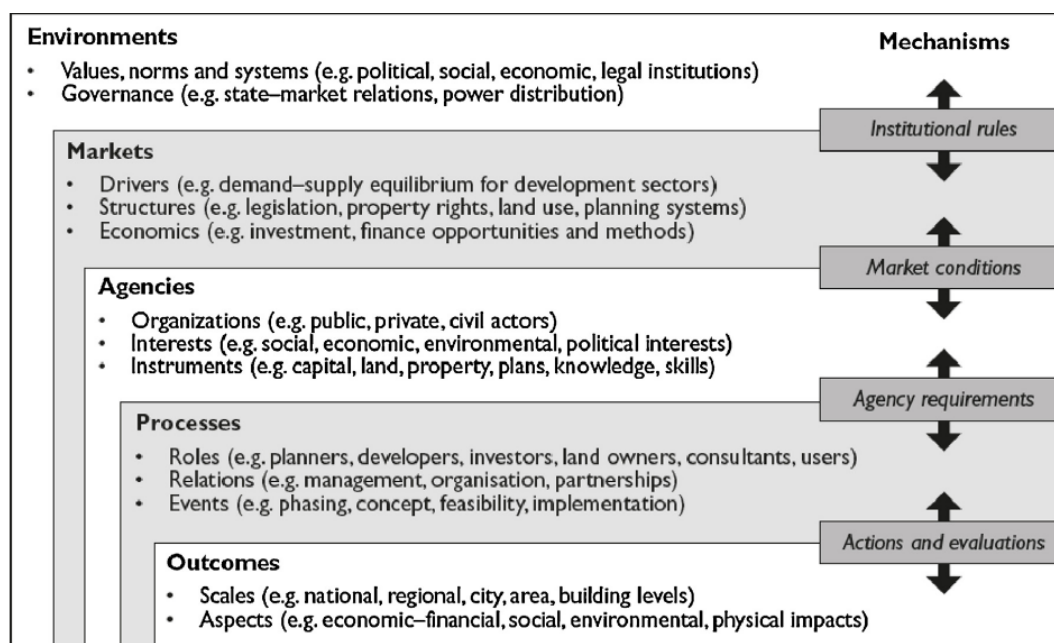 Environments
• Values, norms and systems (e.g. political, social, economic, legal institutions)
• Governance (e.g. state–market relations, power distribution)
Mechanisms
Institutional rules
Markets
• Drivers (e.g. demand–supply equilibrium for development sectors)
• Structures (e.g. legislation, property rights, land use, planning systems)
• Economics (e.g. investment, finance opportunities and methods)
Market conditions
Agencies
• Organizations (e.g. public, private, civil actors)
• Interests (e.g. social, economic, environmental, political interests)
• Instruments (e.g. capital, land, property, plans, knowledge, skills)
Agency requirements
Processes
• Roles (e.g. planners, developers, investors, land owners, consultants, users)
• Relations (e.g. management, organisation, partnerships)
• Events (e.g. phasing, concept, feasibility, implementation)
Actions and evaluations
Outcomes
• Scales (e.g. national, regional, city, area, building levels)
• Aspects (e.g. economic–financial, social, environmental, physical impacts)